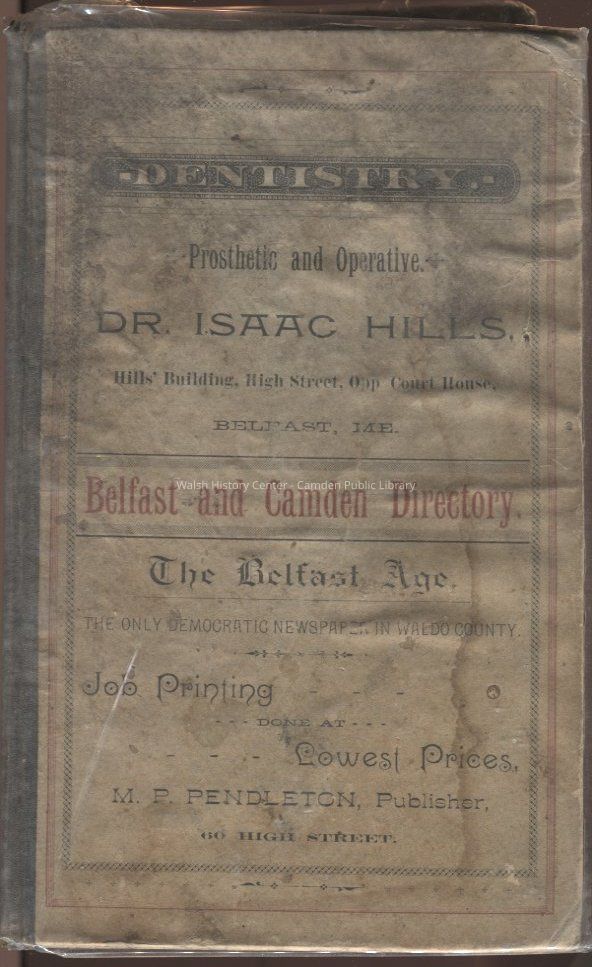 -DENTISTRY.-
Prosthetic and Operative.
DR. ISAAC HILLS.,
Hills' Building, High Street, Opp Court House,
BELFAST, ME.
Walsh History Center - Camden Public Library
Belfast and Camden Directory.
The Belfast Age.
THE ONLY DEMOCRATIC NEWSPAPER IN WALDO COUNTY.
Job Printing - - -
- - - DONE AT - - -
- - - - Lowest Prices,
M. P. PENDLETON, Publisher,
60 HIGH STREET.